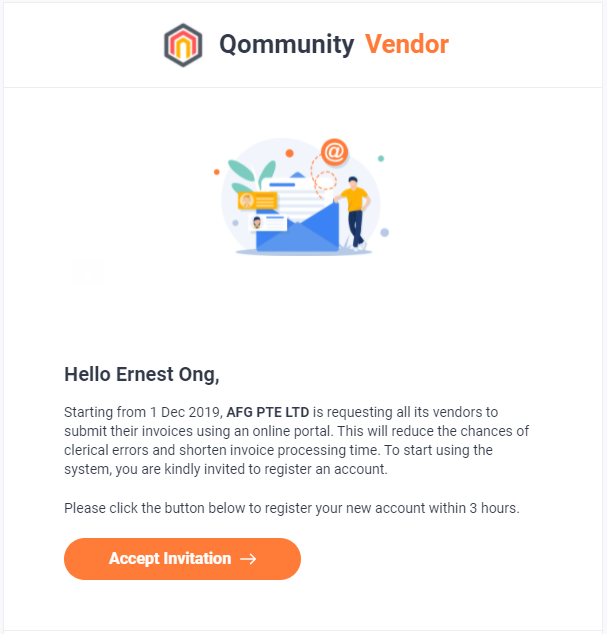 Qommunity Vendor
@
Hello Ernest Ong,
Starting from 1 Dec 2019, AFG PTE LTD is requesting all its vendors to
submit their invoices using an online portal. This will reduce the chances of
clerical errors and shorten invoice processing time. To start using the
system, you are kindly invited to register an account.
Please click the button below to register your new account within 3 hours.
Accept Invitation →